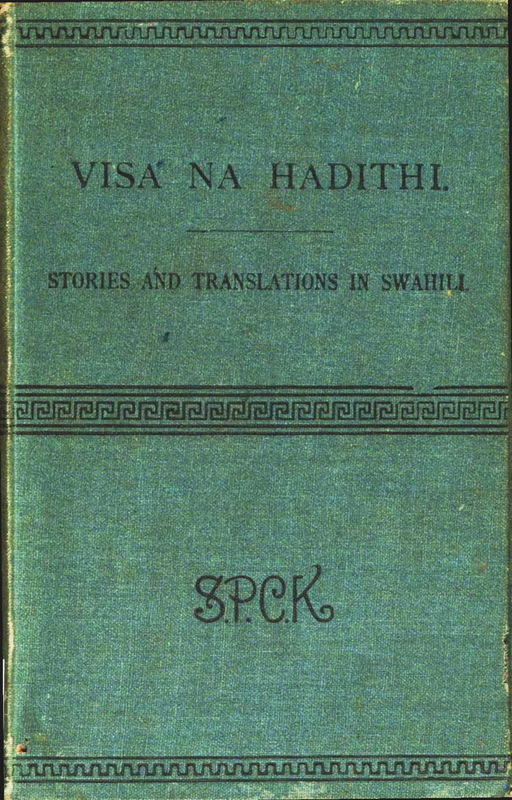 VISA NA HADITHI.
STORIES AND TRANSLATIONS IN SWAHILI.
S.P.C.K